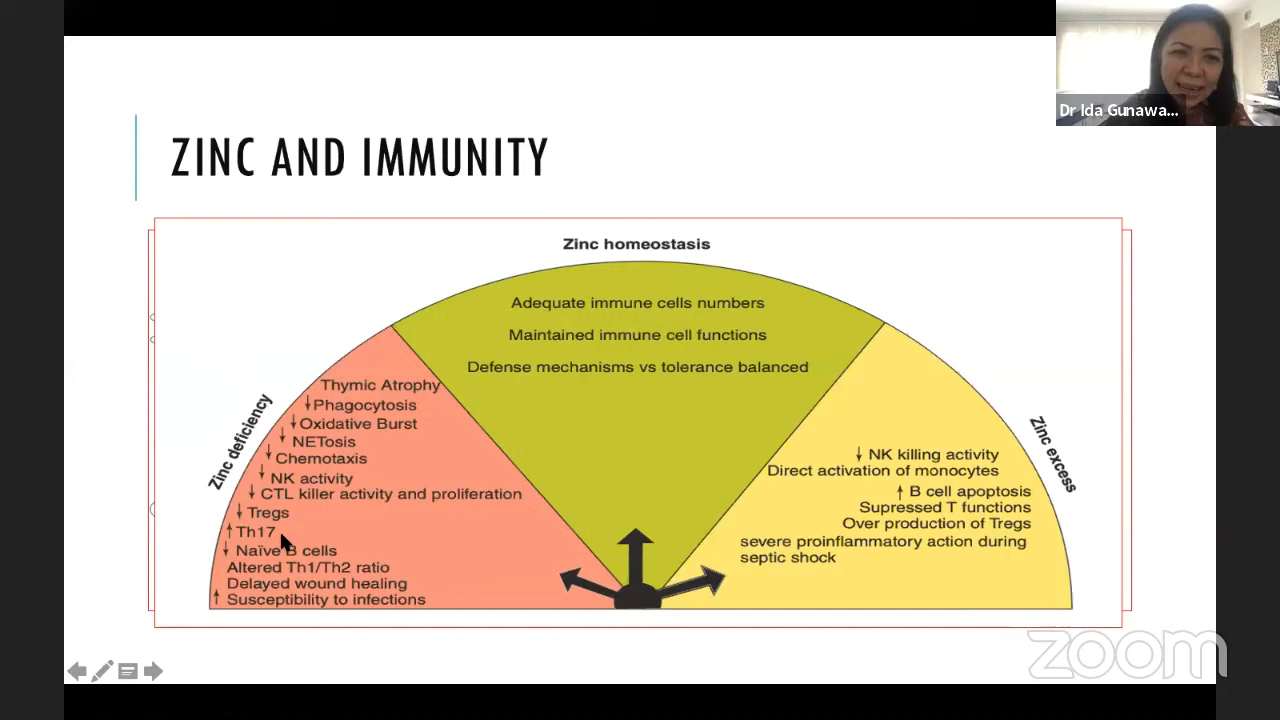 Dr Ida Gunawa...
ZINC AND IMMUNITY
Zinc homeostasis
Adequate immune cells numbers
Maintained immune cell functions
Defense mechanisms vs tolerance balanced
Zinc deficiency
Thymic Atrophy
↓Phagocytosis
↓Oxidative Burst
↓ NETosis
↓ Chemotaxis
↓ NK activity
↓ CTL killer activity and proliferation
↓ Tregs
↑ Th17
↓ Naïve B cells
Altered Th1/Th2 ratio
Delayed wound healing
↑ Susceptibility to infections
Zinc excess
↓ NK killing activity
Direct activation of monocytes
↑ B cell apoptosis
Supressed T functions
Over production of Tregs
severe proinflammatory action during
septic shock
zoom